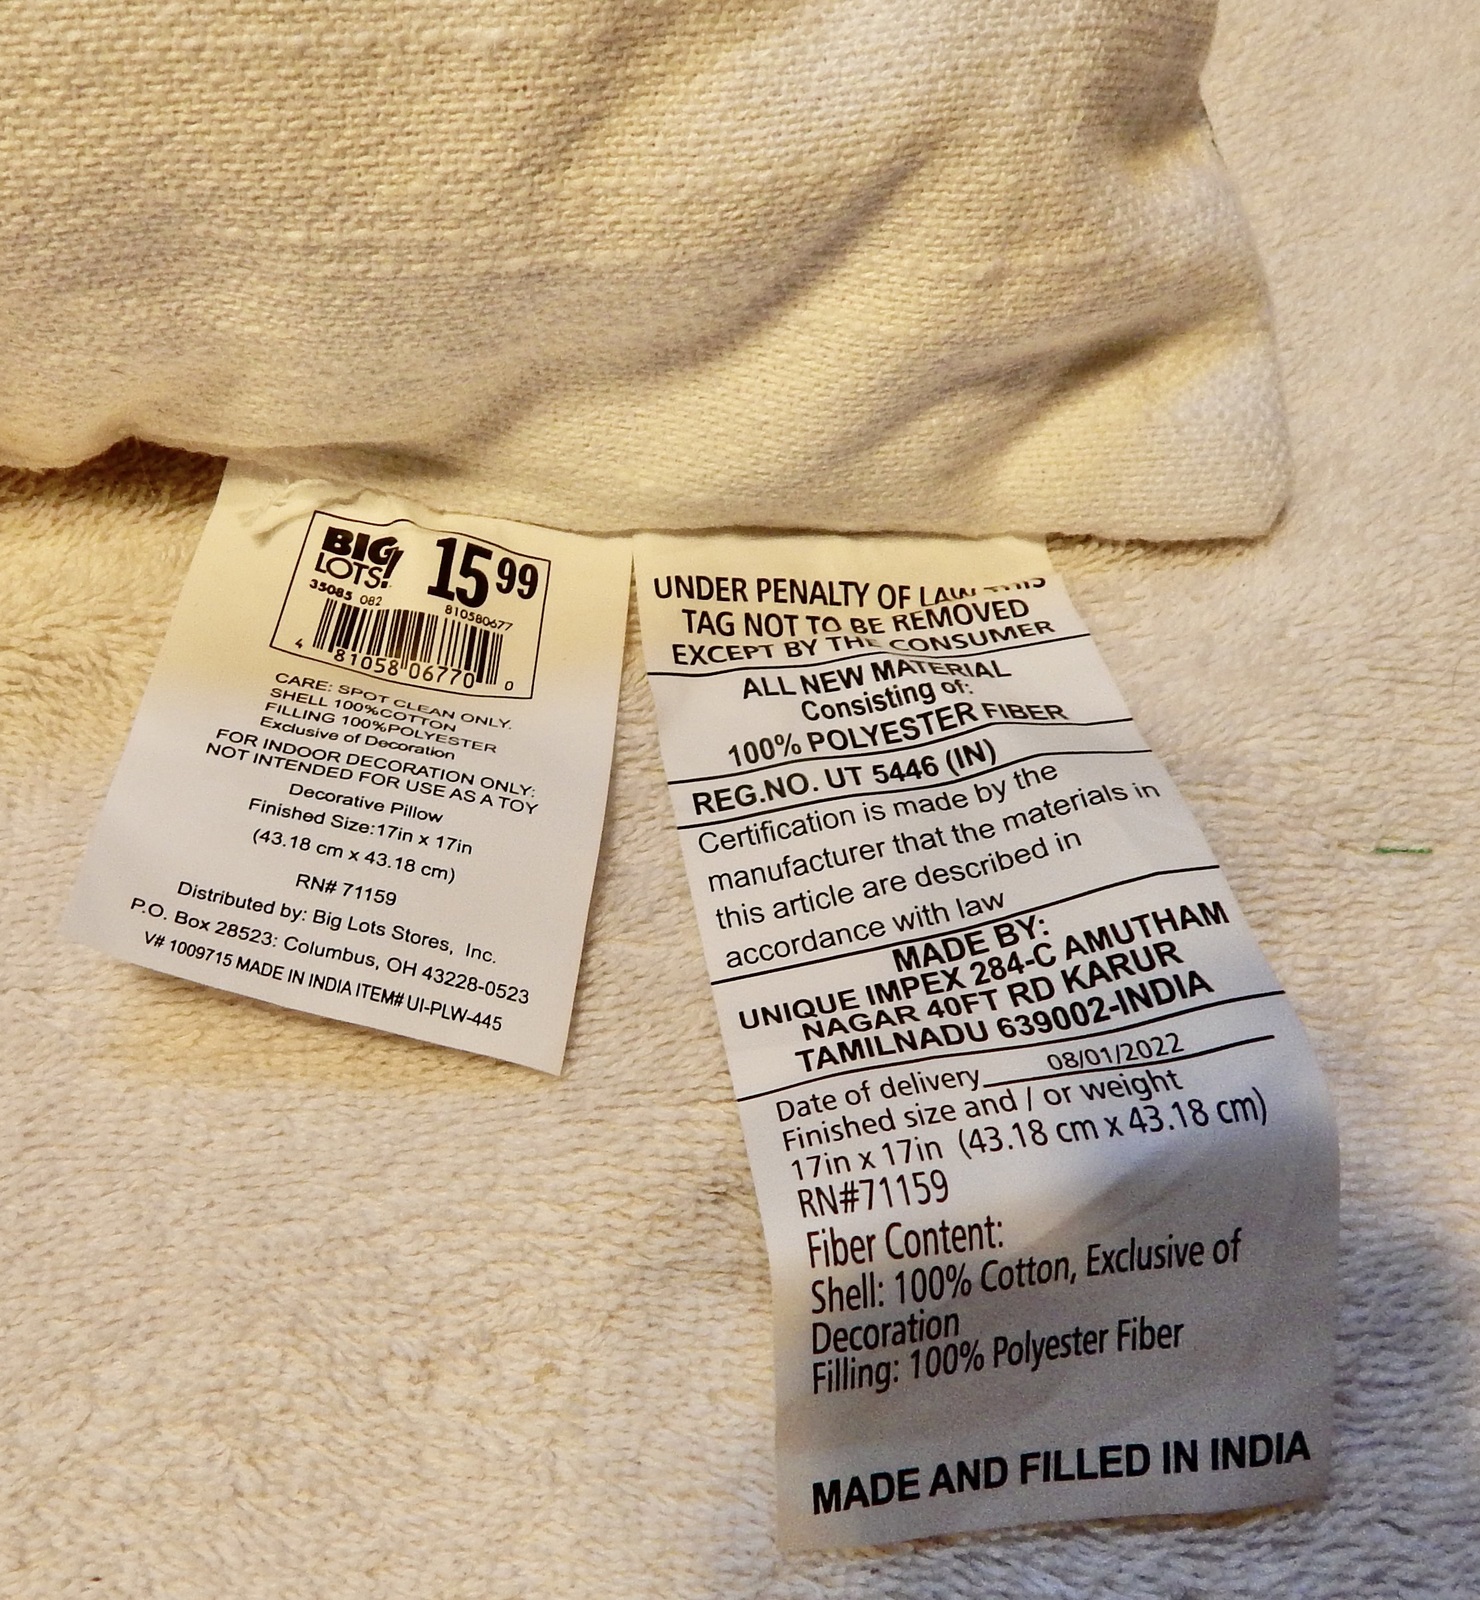 BIG LOTS! 15 99
35085 082 810580677
4 81058 06770 0
CARE: SPOT CLEAN ONLY.
SHELL 100%COTTON
FILLING 100%POLYESTER
Exclusive of Decoration
FOR INDOOR DECORATION ONLY:
NOT INTENDED FOR USE AS A TOY
Decorative Pillow
Finished Size:17in x 17in
(43.18 cm x 43.18 cm)
RN# 71159
Distributed by: Big Lots Stores, Inc.
P.O. Box 28523: Columbus, OH 43228-0523
V# 1009715 MADE IN INDIA ITEM# UI-PLW-445
UNDER PENALTY OF LAW THIS
TAG NOT TO BE REMOVED
EXCEPT BY THE CONSUMER
ALL NEW MATERIAL
Consisting of:
100% POLYESTER FIBER
REG.NO. UT 5446 (IN)
Certification is made by the
manufacturer that the materials in
this article are described in
accordance with law
MADE BY:
UNIQUE IMPEX 284-C AMUTHAM
NAGAR 40FT RD KARUR
TAMILNADU 639002-INDIA
Date of delivery 08/01/2022
Finished size and / or weight
17in x 17in (43.18 cm x 43.18 cm)
RN#71159
Fiber Content:
Shell: 100% Cotton, Exclusive of
Decoration
Filling: 100% Polyester Fiber
MADE AND FILLED IN INDIA